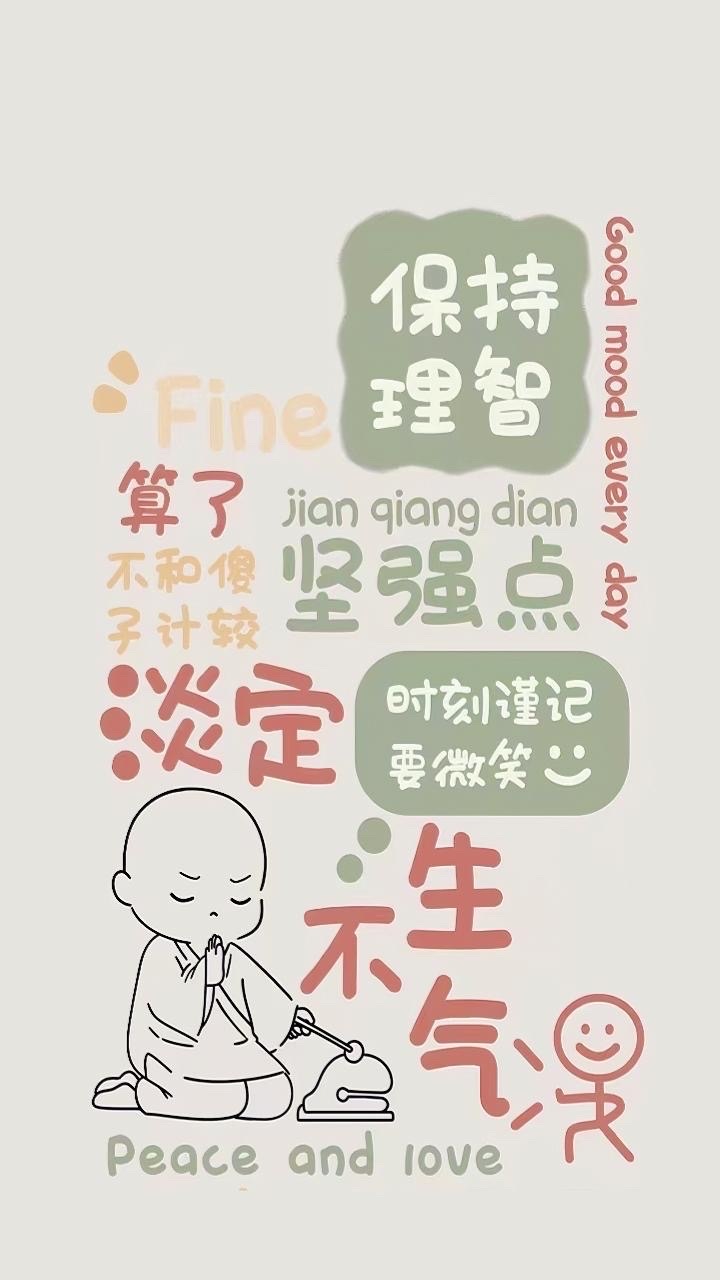 保持
理智
Good mood every day
Fine
算了
不和傻
子计较
jian qiang dian
坚强点
淡定
时刻谨记
要微笑
不生气
Peace and love